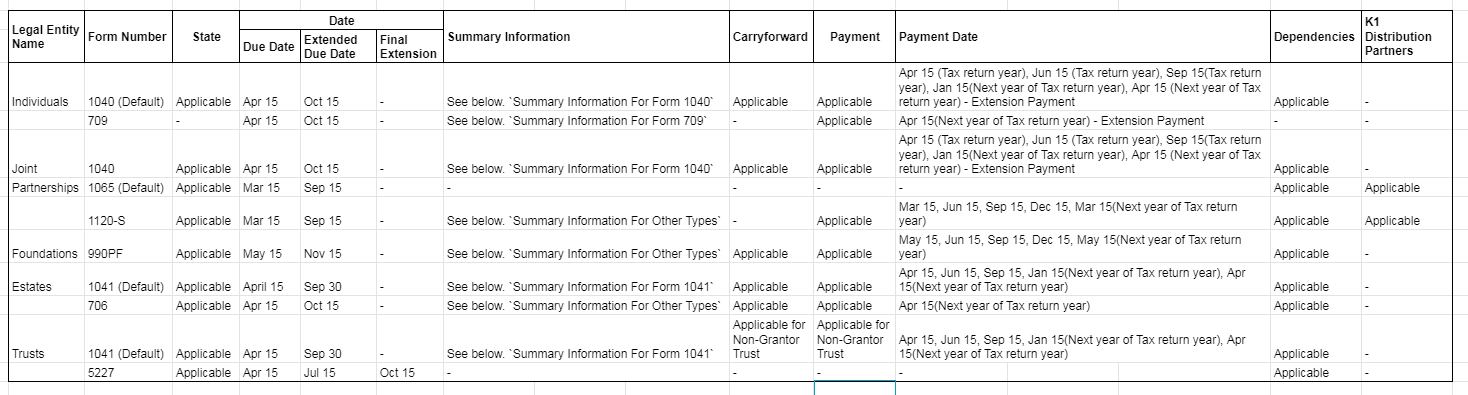 Legal Entity Name | Form Number | State | Date | Summary Information | Carryforward | Payment | Payment Date | Dependencies | K1 Distribution Partners
Due Date | Extended Due Date | Final Extension
Individuals | 1040 (Default) | Applicable | Apr 15 | Oct 15 | - | See below. `Summary Information For Form 1040` | Applicable | Applicable | Apr 15 (Tax return year), Jun 15 (Tax return year), Sep 15(Tax return year), Jan 15(Next year of Tax return year), Apr 15 (Next year of Tax return year) - Extension Payment | Applicable | -
709 | - | Apr 15 | Oct 15 | - | See below. `Summary Information For Form 709` | - | Applicable | Apr 15(Next year of Tax return year) - Extension Payment | - | -
Joint | 1040 | Applicable | Apr 15 | Oct 15 | - | See below. `Summary Information For Form 1040` | Applicable | Applicable | Apr 15 (Tax return year), Jun 15 (Tax return year), Sep 15(Tax return year), Jan 15(Next year of Tax return year), Apr 15 (Next year of Tax return year) - Extension Payment | Applicable | -
Partnerships | 1065 (Default) | Applicable | Mar 15 | Sep 15 | - | - | - | - | - | Applicable | Applicable
1120-S | Applicable | Mar 15 | Sep 15 | - | See below. `Summary Information For Other Types` | - | Applicable | Mar 15, Jun 15, Sep 15, Dec 15, Mar 15(Next year of Tax return year) | Applicable | Applicable
Foundations | 990PF | Applicable | May 15 | Nov 15 | - | See below. `Summary Information For Other Types` | Applicable | Applicable | May 15, Jun 15, Sep 15, Dec 15, May 15(Next year of Tax return year) | Applicable | -
Estates | 1041 (Default) | Applicable | April 15 | Sep 30 | - | See below. `Summary Information For Form 1041` | Applicable | Applicable | Apr 15, Jun 15, Sep 15, Jan 15(Next year of Tax return year), Apr 15(Next year of Tax return year) | Applicable | -
706 | Applicable | Apr 15 | Oct 15 | - | See below. `Summary Information For Other Types` | Applicable | Applicable | Apr 15(Next year of Tax return year) | Applicable | -
Trusts | 1041 (Default) | Applicable | Apr 15 | Sep 30 | - | See below. `Summary Information For Form 1041` | Applicable for Non-Grantor Trust | Applicable for Non-Grantor Trust | Apr 15, Jun 15, Sep 15, Jan 15(Next year of Tax return year), Apr 15(Next year of Tax return year) | Applicable | -
5227 | Applicable | Apr 15 | Jul 15 | Oct 15 | - | - | - | - | Applicable | -